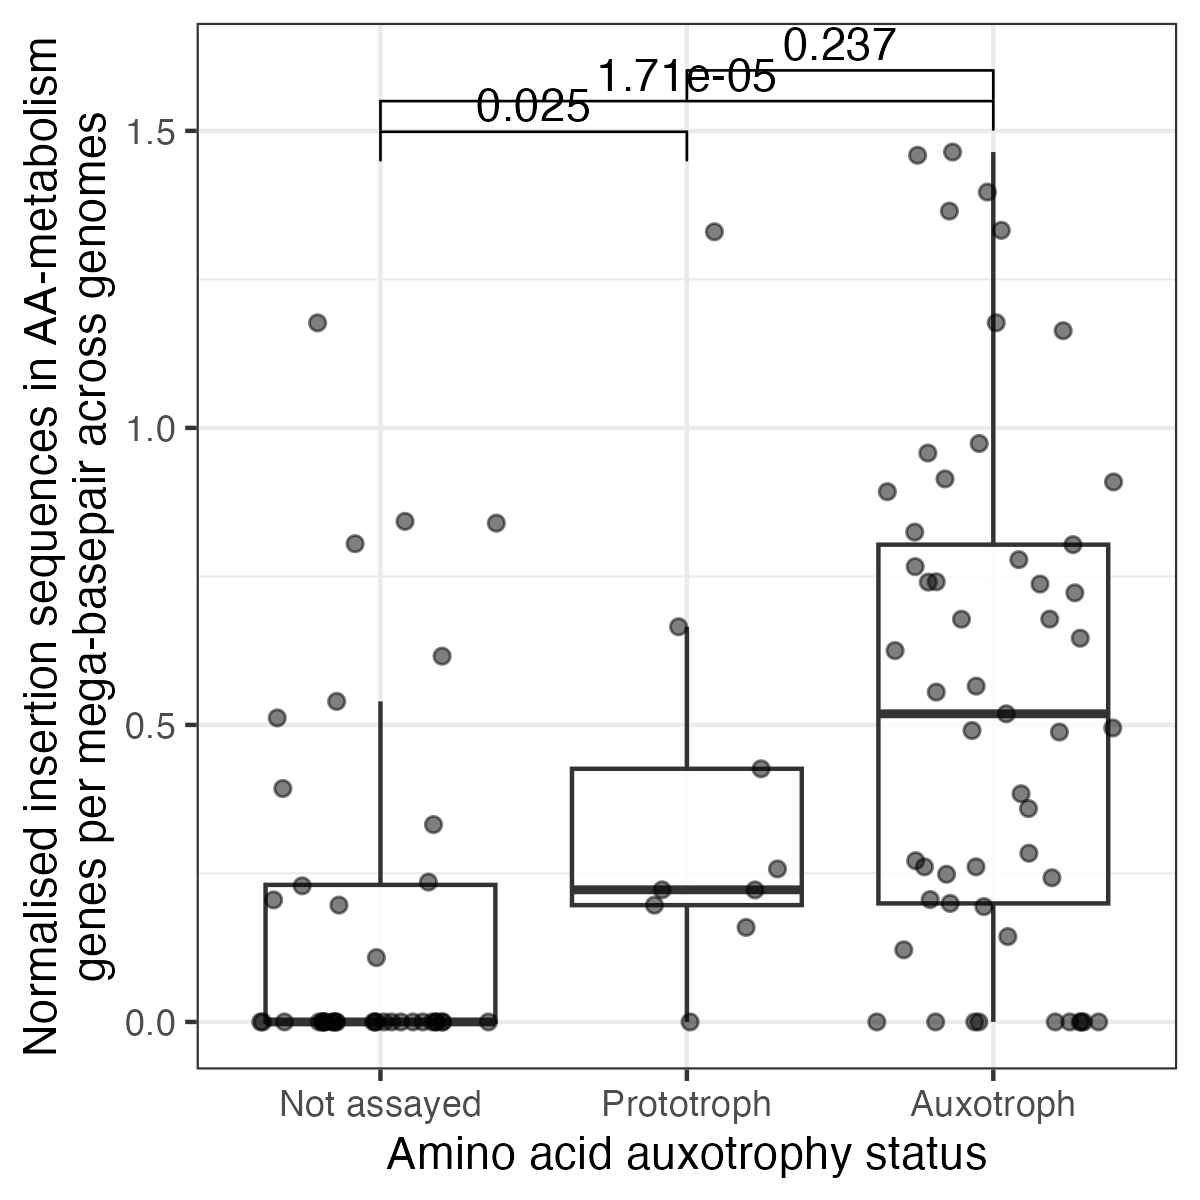 0.237
1.71e-05
0.025
Normalised insertion sequences in AA-metabolism
genes per mega-basepair across genomes
1.5
1.0
0.5
0.0
Not assayed
Prototroph
Auxotroph
Amino acid auxotrophy status